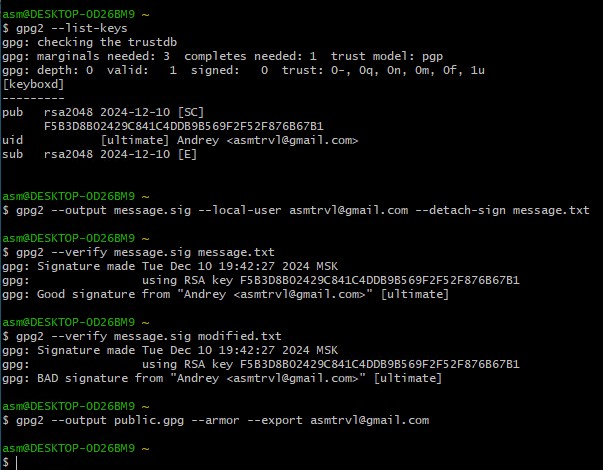 asm@DESKTOP-OD26BM9 ~
$ gpg2 --list-keys
gpg: checking the trustdb
gpg: marginals needed: 3  completes needed: 1  trust model: pgp
gpg: depth: 0  valid:   1  signed:   0  trust: 0-, 0q, 0n, 0m, 0f, 1u
[keyboxd]
---------
pub   rsa2048 2024-12-10 [SC]
      F5B3D8B02429C841C4DDB9B569F2F52F876B67B1
uid           [ultimate] Andrey <asmtrvl@gmail.com>
sub   rsa2048 2024-12-10 [E]
asm@DESKTOP-OD26BM9 ~
$ gpg2 --output message.sig --local-user asmtrvl@gmail.com --detach-sign message.txt
asm@DESKTOP-OD26BM9 ~
$ gpg2 --verify message.sig message.txt
gpg: Signature made Tue Dec 10 19:42:27 2024 MSK
gpg:                using RSA key F5B3D8B02429C841C4DDB9B569F2F52F876B67B1
gpg: Good signature from "Andrey <asmtrvl@gmail.com>" [ultimate]
asm@DESKTOP-OD26BM9 ~
$ gpg2 --verify message.sig modified.txt
gpg: Signature made Tue Dec 10 19:42:27 2024 MSK
gpg:                using RSA key F5B3D8B02429C841C4DDB9B569F2F52F876B67B1
gpg: BAD signature from "Andrey <asmtrvl@gmail.com>" [ultimate]
asm@DESKTOP-OD26BM9 ~
$ gpg2 --output public.gpg --armor --export asmtrvl@gmail.com
asm@DESKTOP-OD26BM9 ~
$